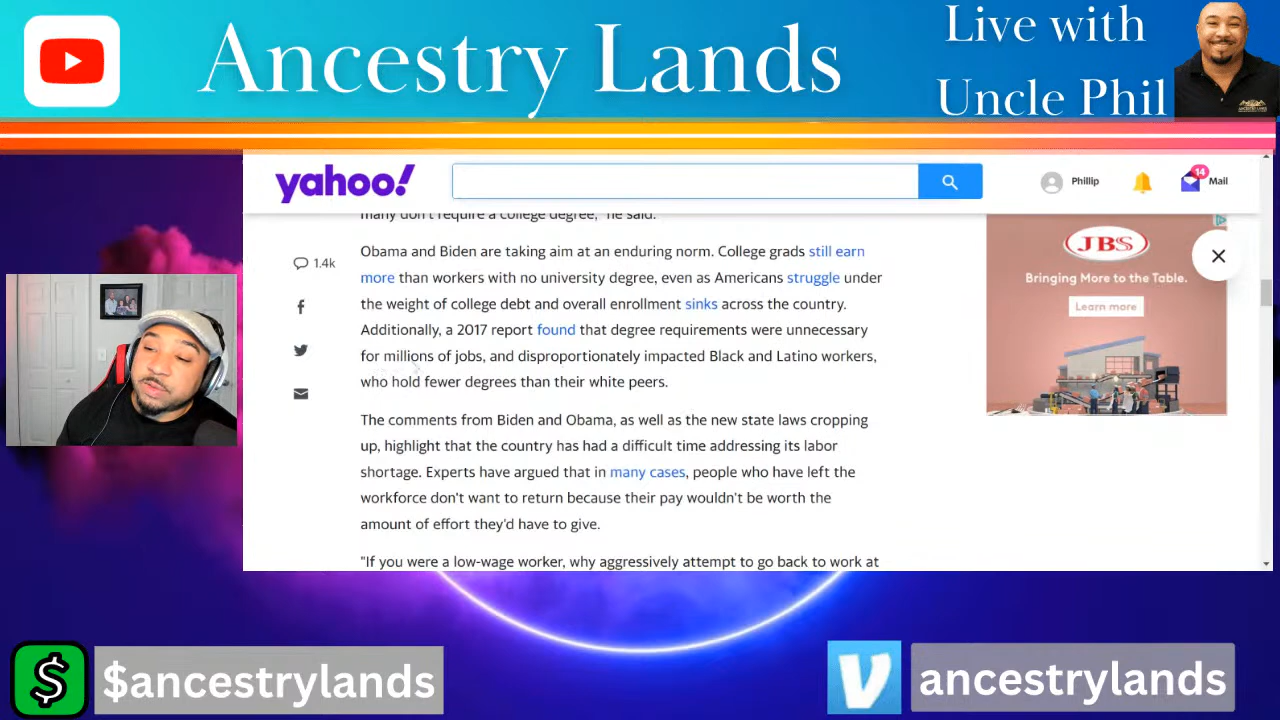 Ancestry Lands
Live with
Uncle Phil
yahoo!
Phillip
14
Mail
many don't require a college degree," he said.
1.4k
Obama and Biden are taking aim at an enduring norm. College grads still earn
more than workers with no university degree, even as Americans struggle under
the weight of college debt and overall enrollment sinks across the country.
Additionally, a 2017 report found that degree requirements were unnecessary
for millions of jobs, and disproportionately impacted Black and Latino workers,
who hold fewer degrees than their white peers.
The comments from Biden and Obama, as well as the new state laws cropping
up, highlight that the country has had a difficult time addressing its labor
shortage. Experts have argued that in many cases, people who have left the
workforce don't want to return because their pay wouldn't be worth the
amount of effort they'd have to give.
"If you were a low-wage worker, why aggressively attempt to go back to work at
JBS
Bringing More to the Table.
Learn more
$ancestrylands
ancestrylands